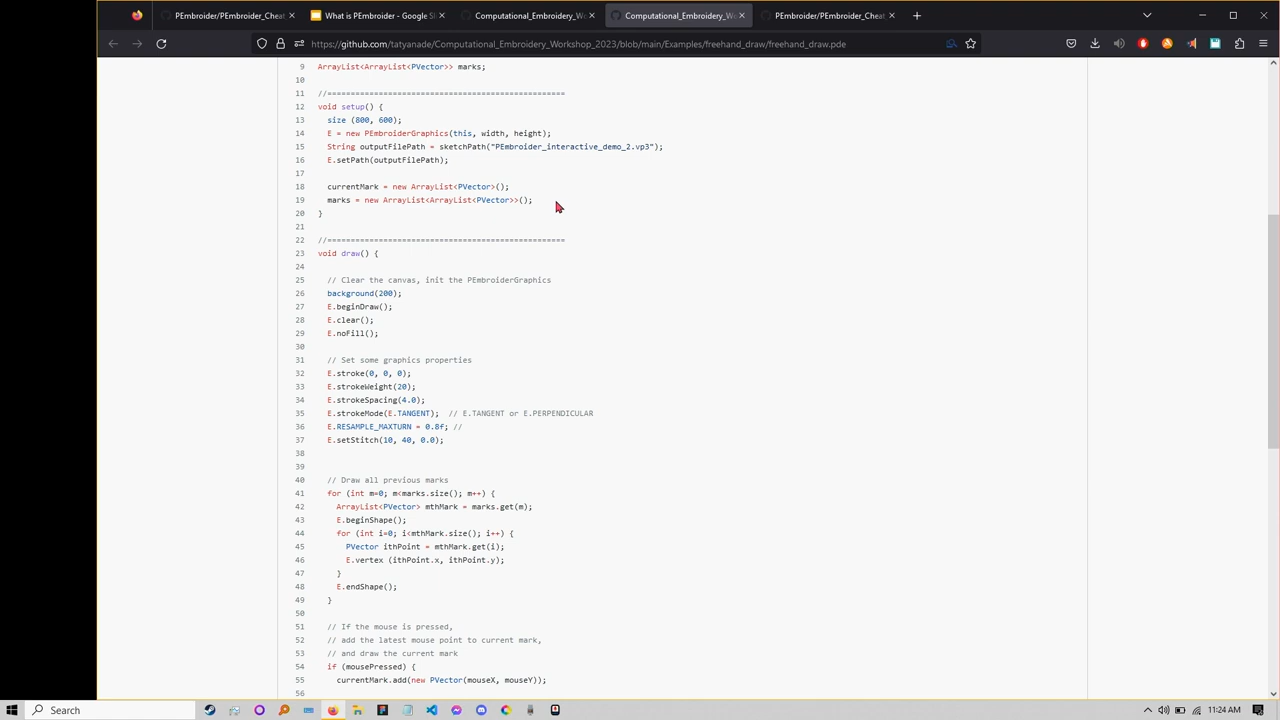 PEmbroider/PEmbroider_Chea
What is PEmbroider - Google Sl
Computational_Embroidery_Wo
Computational_Embroidery_Wo
PEmbroider/PEmbroider_Cheat
https://github.com/tatyanade/Computational_Embroidery_Workshop_2023/blob/main/Examples/freehand_draw/freehand_draw.pde
9 ArrayList<ArrayList<PVector>> marks;
10
11 //===================================================
12 void setup() {
13 size (800, 600);
14 E = new PEmbroiderGraphics(this, width, height);
15 String outputFilePath = sketchPath("PEmbroider_interactive_demo_2.vp3");
16 E.setPath(outputFilePath);
17
18 currentMark = new ArrayList<PVector>();
19 marks = new ArrayList<ArrayList<PVector>>();
20 }
21
22 //===================================================
23 void draw() {
24
25 // Clear the canvas, init the PEmbroiderGraphics
26 background(200);
27 E.beginDraw();
28 E.clear();
29 E.noFill();
30
31 // Set some graphics properties
32 E.stroke(0, 0, 0);
33 E.strokeWeight(20);
34 E.strokeSpacing(4.0);
35 E.strokeMode(E.TANGENT); // E.TANGENT or E.PERPENDICULAR
36 E.RESAMPLE_MAXTURN = 0.8f; //
37 E.setStitch(10, 40, 0.0);
38
39
40 // Draw all previous marks
41 for (int m=0; m<marks.size(); m++) {
42 ArrayList<PVector> mthMark = marks.get(m);
43 E.beginShape();
44 for (int i=0; i<mthMark.size(); i++) {
45 PVector ithPoint = mthMark.get(i);
46 E.vertex (ithPoint.x, ithPoint.y);
47 }
48 E.endShape();
49 }
50
51 // If the mouse is pressed,
52 // add the latest mouse point to current mark,
53 // and draw the current mark
54 if (mousePressed) {
55 currentMark.add(new PVector(mouseX, mouseY));
56
Search
11:24 AM